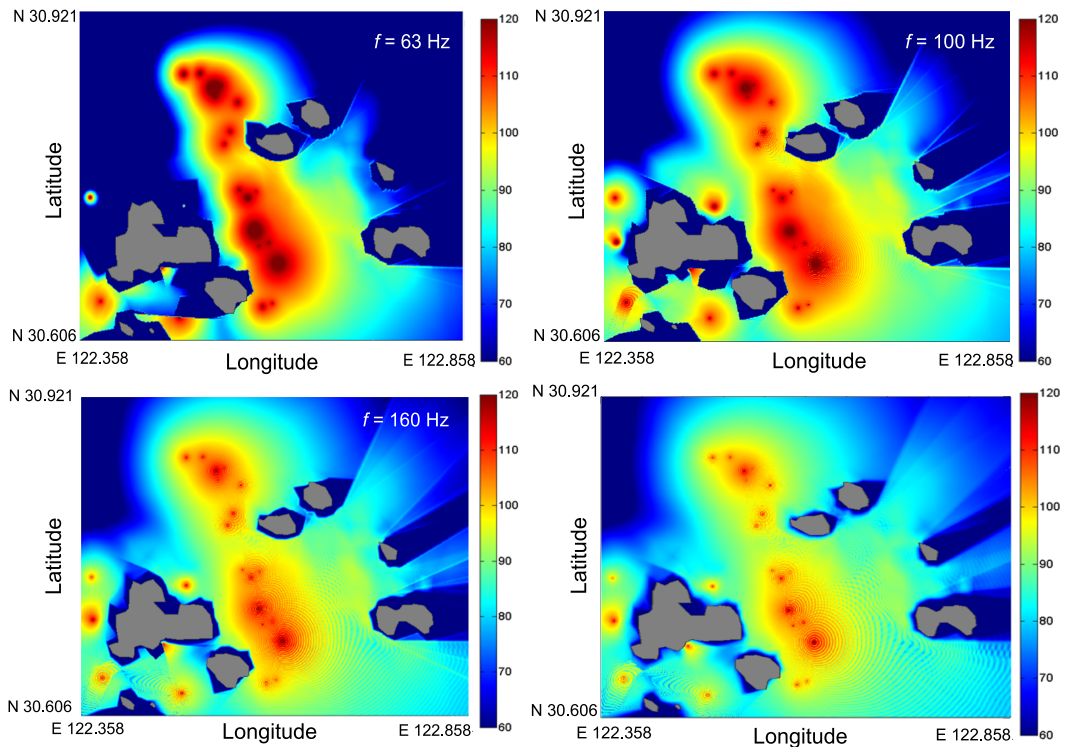 N 30.921
f = 63 Hz
Latitude
N 30.606
E 122.358
Longitude
E 122.858
120
110
100
90
80
70
60
N 30.921
f = 100 Hz
Latitude
N 30.606
E 122.358
Longitude
E 122.858
120
110
100
90
80
70
60
N 30.921
f = 160 Hz
Latitude
N 30.606
E 122.358
Longitude
E 122.858
120
110
100
90
80
70
60
N 30.921
Latitude
N 30.606
E 122.358
Longitude
E 122.858
120
110
100
90
80
70
60